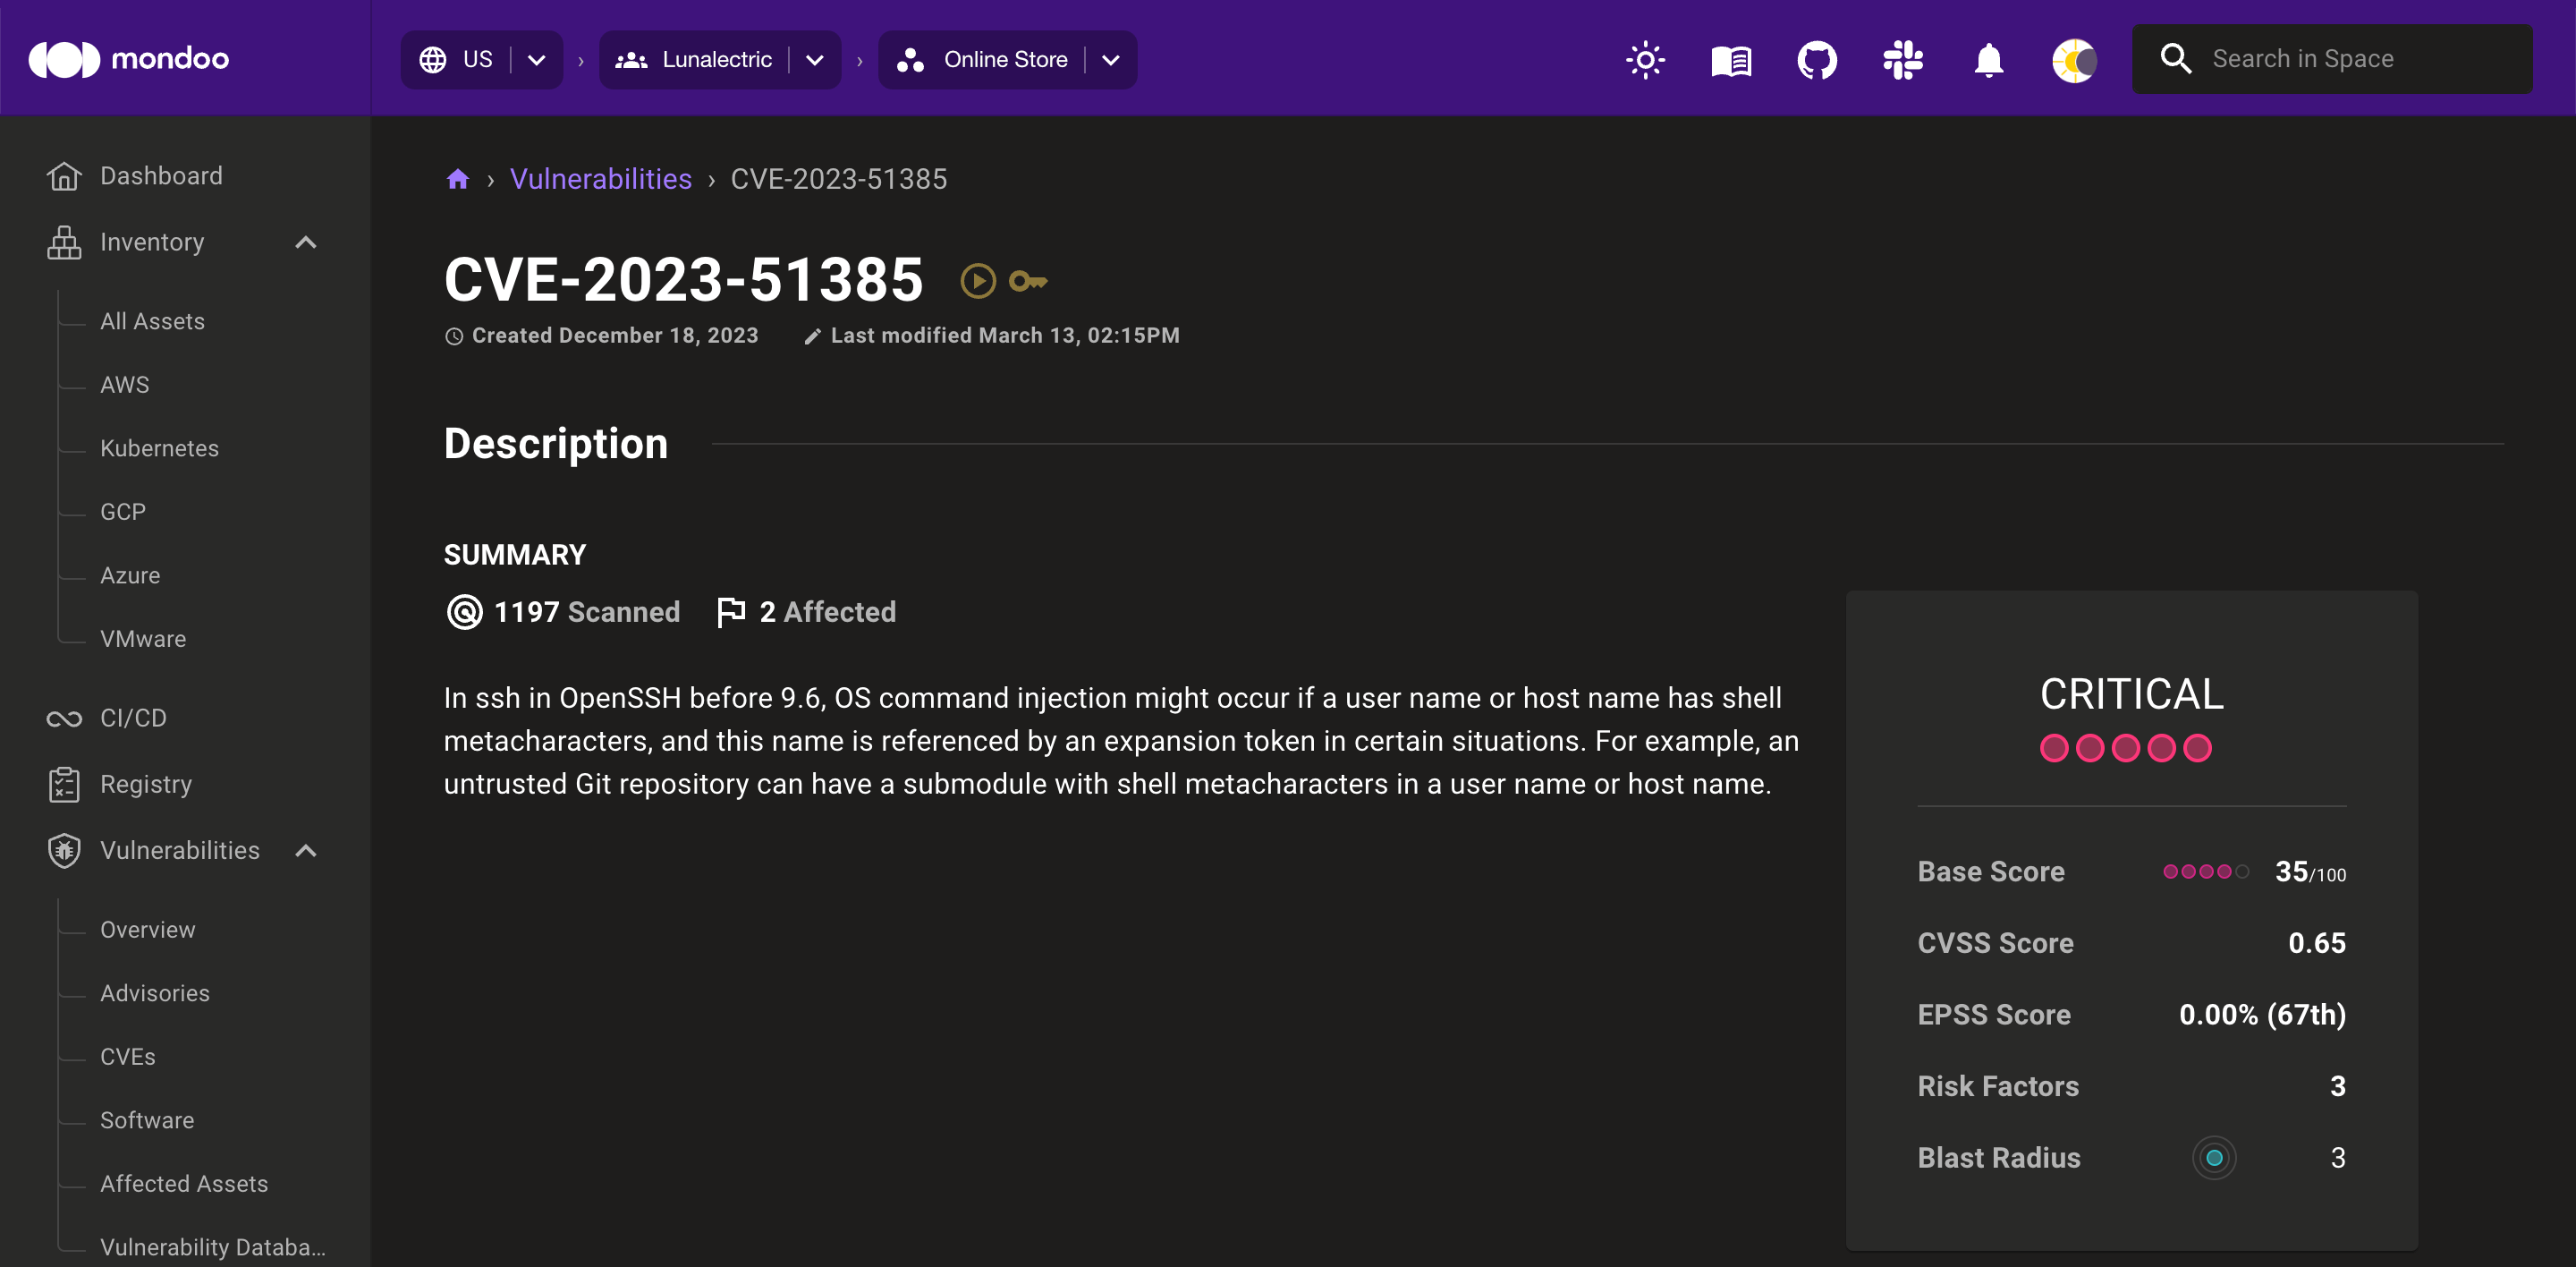 mondoo
US
›
Lunalectric
›
Online Store
Search in Space
Dashboard
Inventory
All Assets
AWS
Kubernetes
GCP
Azure
VMware
CI/CD
Registry
Vulnerabilities
Overview
Advisories
CVEs
Software
Affected Assets
Vulnerability Databa...
› Vulnerabilities › CVE-2023-51385
CVE-2023-51385
Created December 18, 2023
Last modified March 13, 02:15PM
Description
SUMMARY
1197 Scanned
2 Affected
In ssh in OpenSSH before 9.6, OS command injection might occur if a user name or host name has shell
metacharacters, and this name is referenced by an expansion token in certain situations. For example, an
untrusted Git repository can have a submodule with shell metacharacters in a user name or host name.
CRITICAL
Base Score 35/100
CVSS Score 0.65
EPSS Score 0.00% (67th)
Risk Factors 3
Blast Radius 3